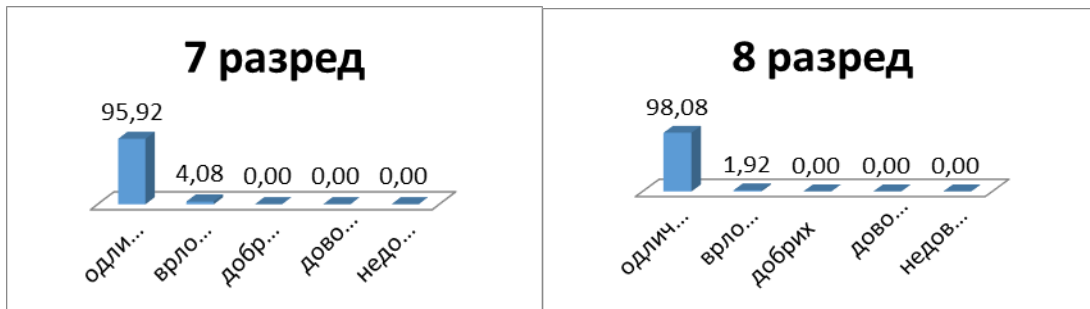 7 разред
95,92
4,08
0,00
0,00
0,00
одли...
врло...
добр...
дово...
недо...
8 разред
98,08
1,92
0,00
0,00
0,00
одлич...
врло...
добрих
дово...
недов...